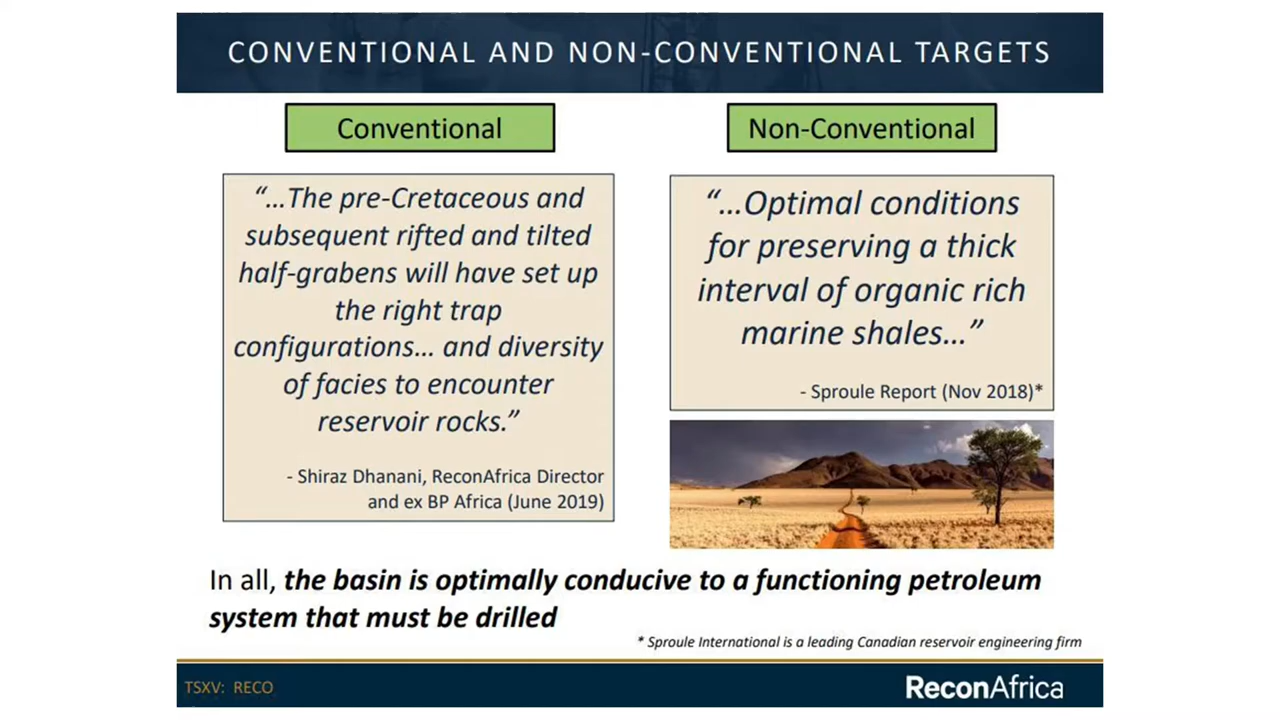 CONVENTIONAL AND NON-CONVENTIONAL TARGETS
Conventional
“…The pre-Cretaceous and
subsequent rifted and tilted
half-grabens will have set up
the right trap
configurations… and diversity
of facies to encounter
reservoir rocks.”
- Shiraz Dhanani, ReconAfrica Director
and ex BP Africa (June 2019)
Non-Conventional
“…Optimal conditions
for preserving a thick
interval of organic rich
marine shales…”
- Sproule Report (Nov 2018)*
In all, the basin is optimally conducive to a functioning petroleum
system that must be drilled
* Sproule International is a leading Canadian reservoir engineering firm
TSXV: RECO
ReconAfrica